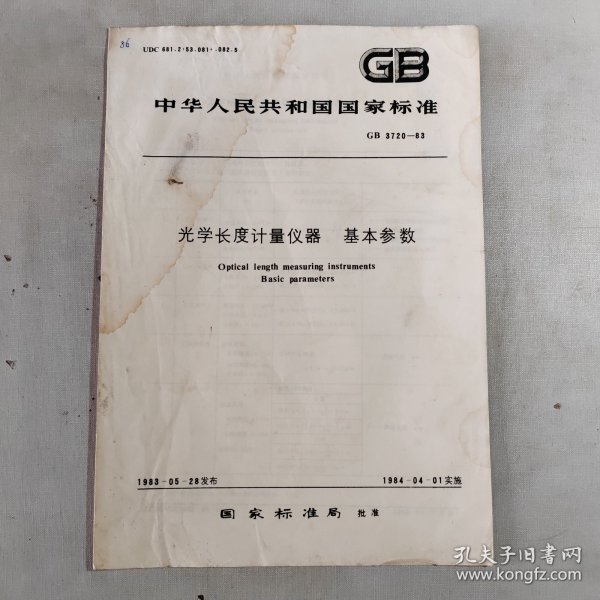 86
UDC 681.2:53.081+.082.5
GB
中华人民共和国国家标准
GB 3720—83
光学长度计量仪器 基本参数
Optical length measuring instruments
Basic parameters
1983-05-28发布
1984-04-01实施
国家标准局 批准
孔夫子旧书网
www.kongfz.com